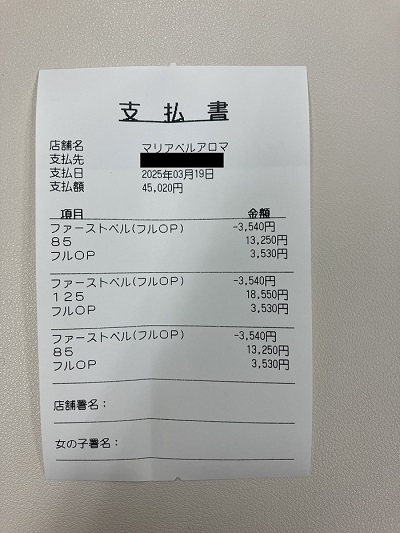 支払書
店舗名 マリアベルアロマ
支払先
支払日 2025年03月19日
支払額 45,020円
項目 金額
ファーストベル(フルOP) -3,540円
85 13,250円
フルOP 3,530円
ファーストベル(フルOP) -3,540円
125 18,550円
フルOP 3,530円
ファーストベル(フルOP) -3,540円
85 13,250円
フルOP 3,530円
店舗署名：
女の子署名：